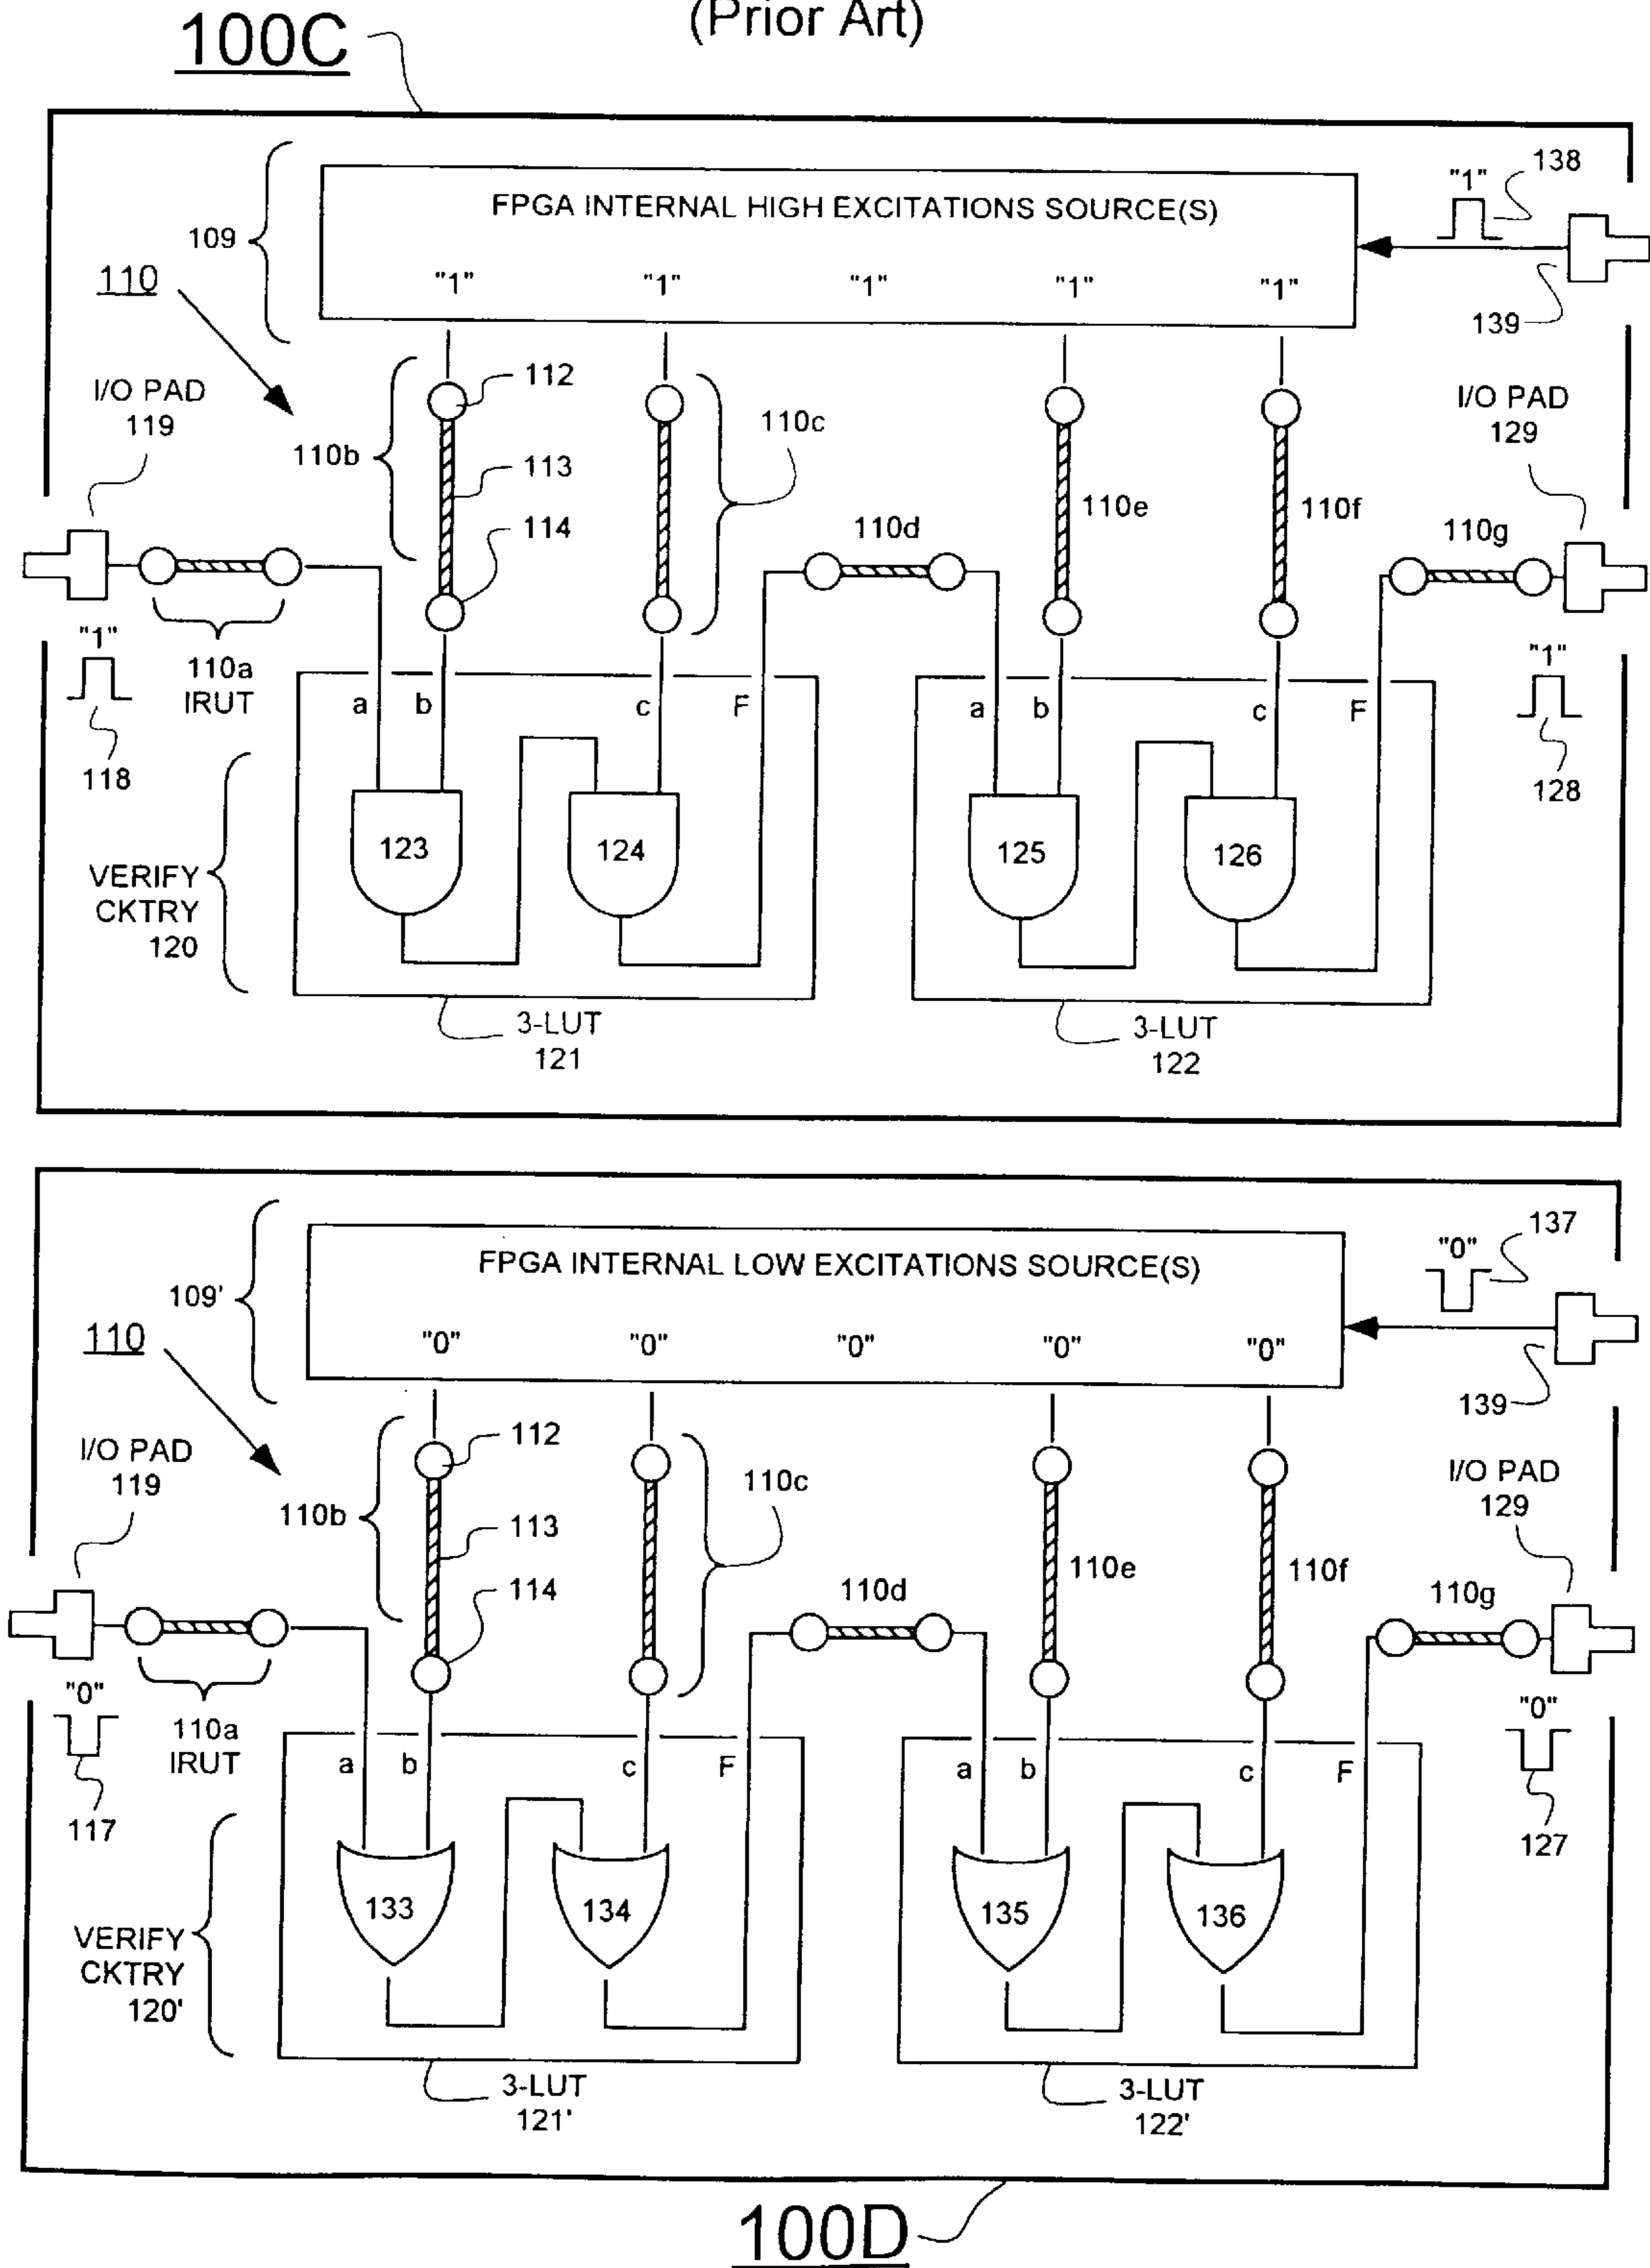 (Prior Art)
100C
109
FPGA INTERNAL HIGH EXCITATIONS SOURCE(S)
"1" "1" "1" "1" "1"
"1"
138
139
110
I/O PAD
119
110b
112
113
114
110c
110d
110e
110f
I/O PAD
129
110g
"1"
118
110a
IRUT
"1"
128
a b c F
a b c F
VERIFY
CKTRY
120
123
124
125
126
3-LUT
121
3-LUT
122
109'
FPGA INTERNAL LOW EXCITATIONS SOURCE(S)
"0" "0" "0" "0" "0"
"0"
137
139
110
I/O PAD
119
110b
112
113
114
110c
110d
110e
110f
I/O PAD
129
110g
"0"
117
110a
IRUT
"0"
127
a b c F
a b c F
VERIFY
CKTRY
120'
133
134
135
136
3-LUT
121'
3-LUT
122'
100D